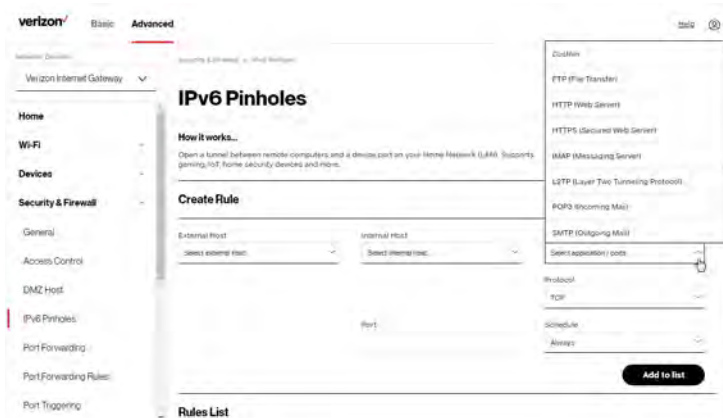 verizon
Basic
Advanced
Help
Verizon Internet Gateway
Security & Firewall > IPv6 Pinholes
Home
Wi-Fi
Devices
Security & Firewall
General
Access Control
DMZ Host
IPv6 Pinholes
Port Forwarding
Port Forwarding Rules
Port Triggering
IPv6 Pinholes
How it works...
Open a tunnel between remote computers and a device port on your Home Network (LAN). Supports
gaming, IoT, home security devices and more.
Create Rule
External Host
Select external Host
Internal Host
Select internal Host
Port
Custom
FTP (File Transfer)
HTTP (Web Server)
HTTPS (Secured Web Server)
IMAP (Messaging Server)
L2TP (Layer Two Tunneling Protocol)
POP3 (Incoming Mail)
SMTP (Outgoing Mail)
Select application / ports
Protocol
TCP
Schedule
Always
Add to list
Rules List